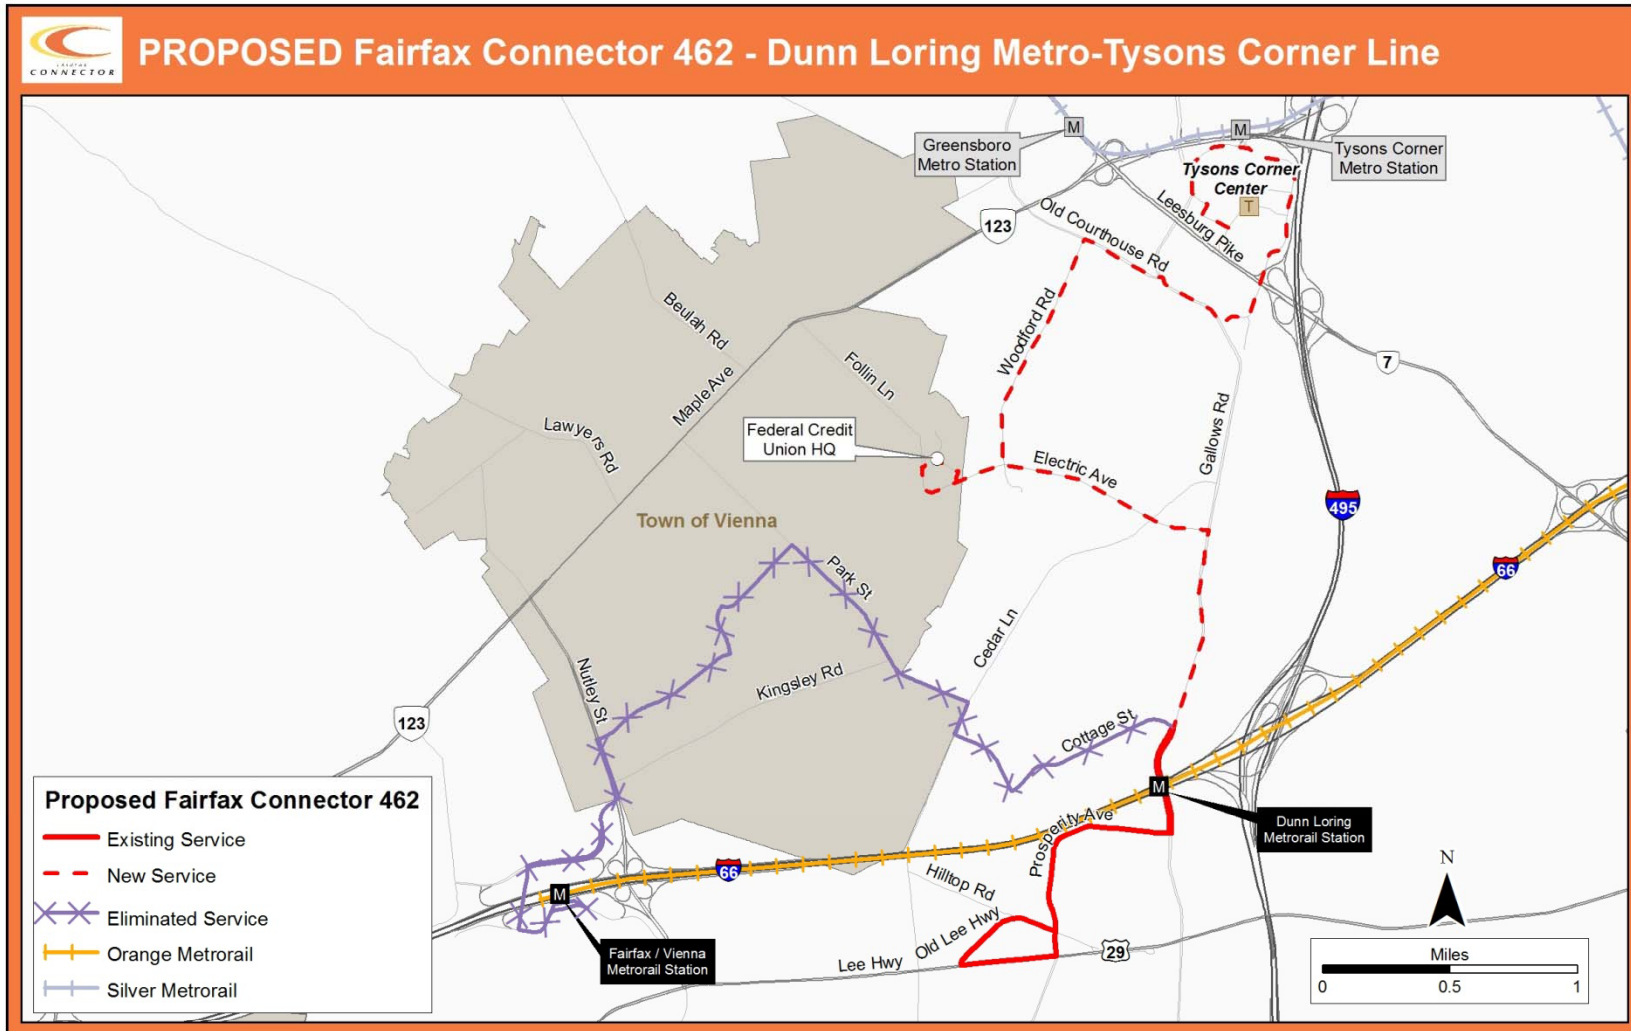 FAIRFAX
CONNECTOR
PROPOSED Fairfax Connector 462 - Dunn Loring Metro-Tysons Corner Line
M
M
Greensboro
Metro Station
Tysons Corner
Metro Station
Tysons Corner
Center
T
123
Old Courthouse Rd
Leesburg Pike
Beulah Rd
Woodford Rd
Maple Ave
Follin Ln
7
Lawyers Rd
Federal Credit
Union HQ
Electric Ave
Gallows Rd
495
Town of Vienna
66
Park St
Cedar Ln
Nutley St
Kingsley Rd
123
Cottage St
M
Dunn Loring
Metrorail Station
Prosperity Ave
66
Hilltop Rd
M
Fairfax / Vienna
Metrorail Station
Old Lee Hwy
Lee Hwy
29
Proposed Fairfax Connector 462
Existing Service
New Service
Eliminated Service
Orange Metrorail
Silver Metrorail
N
Miles
0 0.5 1